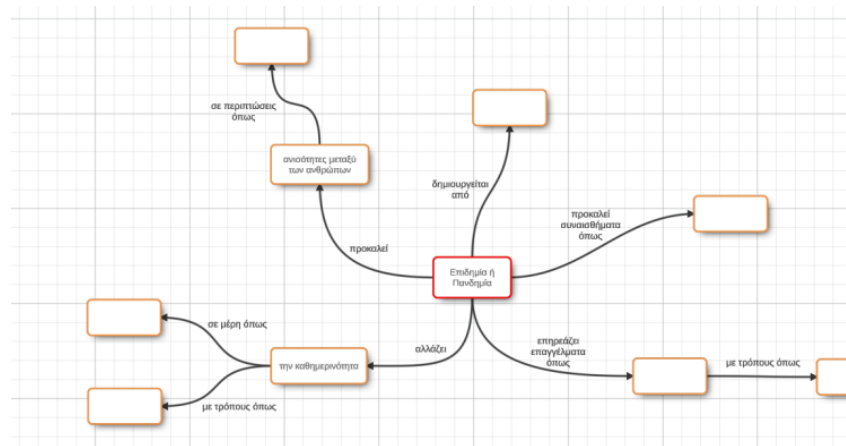 σε περιπτώσεις
όπως
ανισότητες μεταξύ
των ανθρώπων
δημιουργείται
από
προκαλεί
συναισθήματα
όπως
προκαλεί
Επιδημία ή
Πανδημία
σε μέρη όπως
αλλάζει
επηρεάζει
επαγγέλματα
όπως
την καθημερινότητα
με τρόπους όπως
με τρόπους όπως